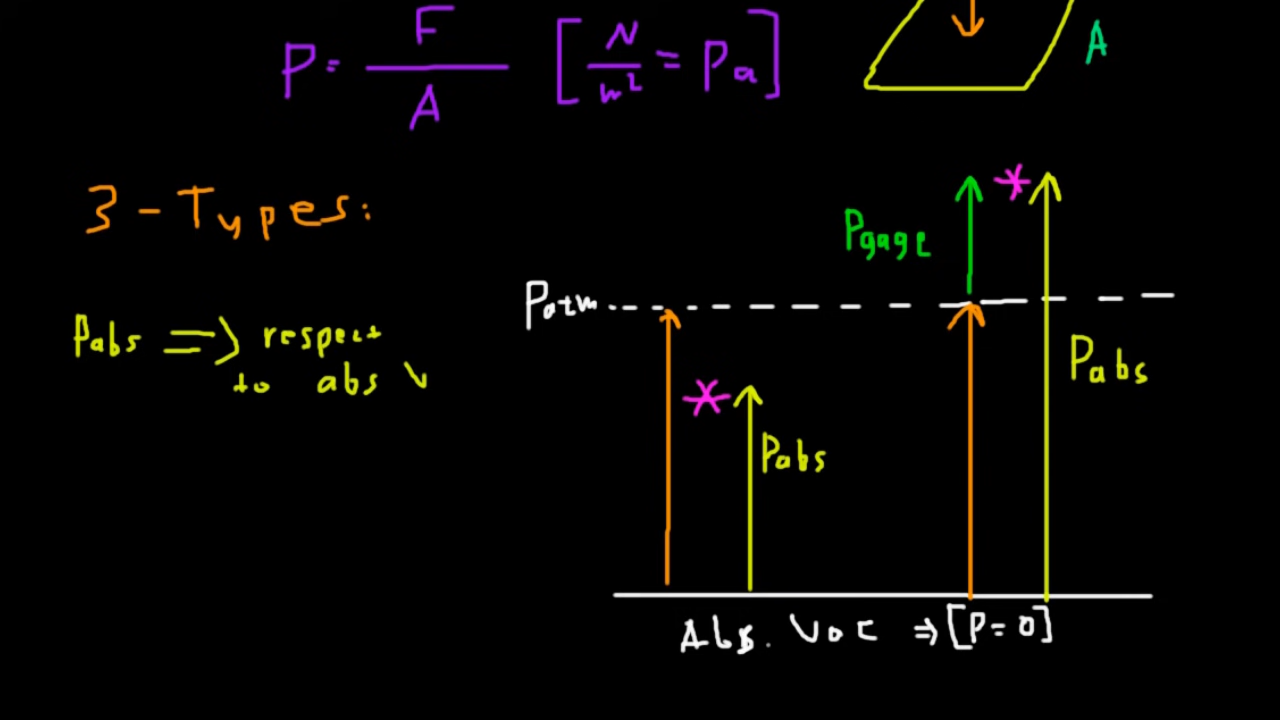 P = F / A [N / m² = Pa]
A
3 - Types:
Pgage
Patm
Pabs => respect
to abs V
Pabs
Pabs
Abs. Vac => [P = 0]